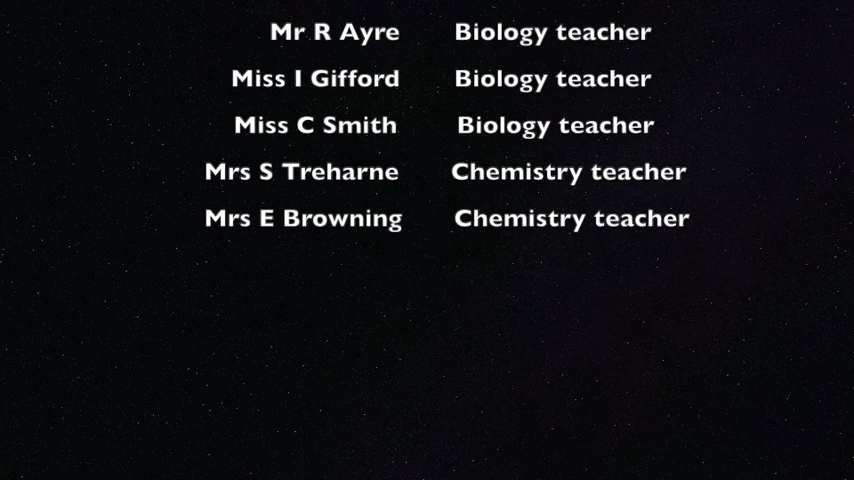 Mr R Ayre Biology teacher
Miss I Gifford Biology teacher
Miss C Smith Biology teacher
Mrs S Treharne Chemistry teacher
Mrs E Browning Chemistry teacher